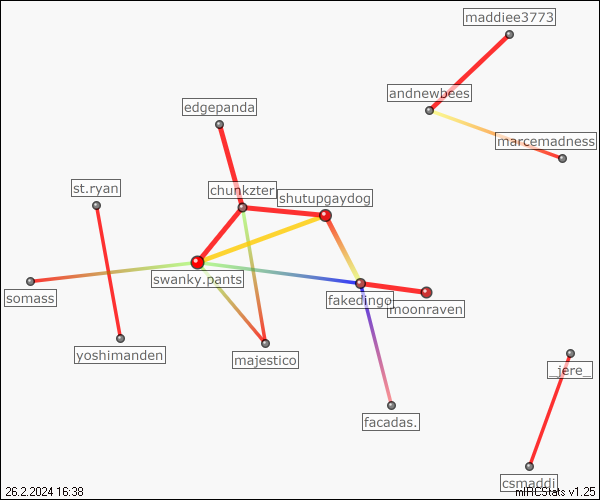 maddiee3773
andnewbees
edgepanda
marcemadness
st.ryan
chunkzter
shutupgaydog
swanky.pants
somass
fakedingo
moonraven
yoshimanden
majestico
_jere_
facadas.
csmaddi
26.2.2024 16:38
mIRCStats v1.25